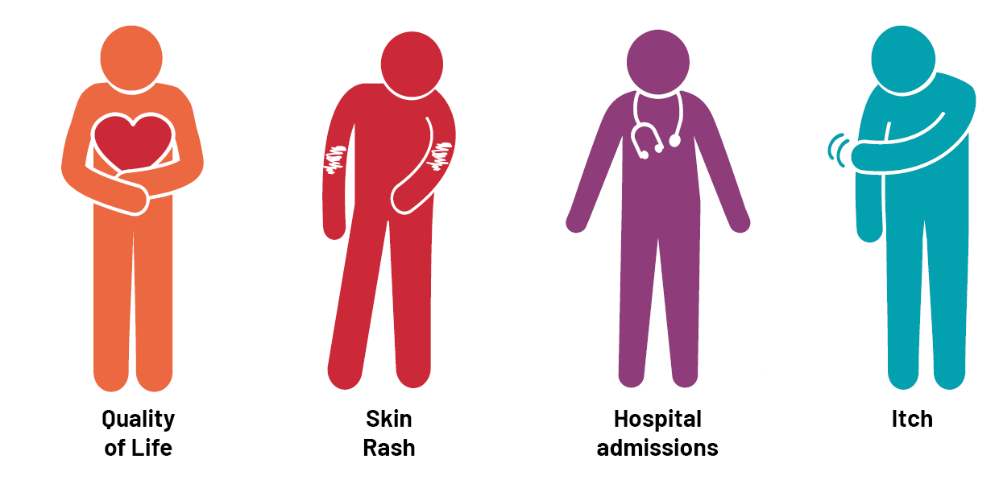 Quality
of Life
Skin
Rash
Hospital
admissions
Itch